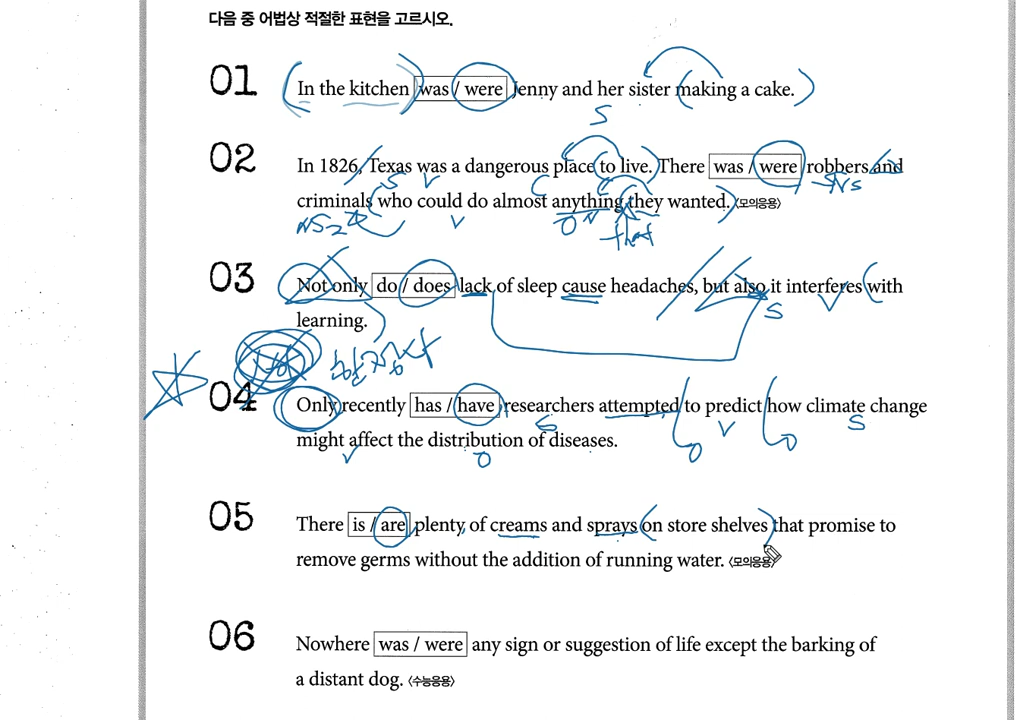 다음 중 어법상 적절한 표현을 고르시오.
01 In the kitchen was / were Jenny and her sister making a cake.
S
02 In 1826, Texas was a dangerous place to live. There was / were robbers and
S V C
criminals who could do almost anything they wanted. <모의응용>
V O that
03 Not only do / does lack of sleep cause headaches, but also it interferes with
S V
learning.
04 Only recently has / have researchers attempted to predict how climate change
S O V O S
might affect the distribution of diseases.
V O
05 There is / are plenty of creams and sprays on store shelves that promise to
remove germs without the addition of running water. <모의응용>
06 Nowhere was / were any sign or suggestion of life except the barking of
a distant dog. <수능응용>